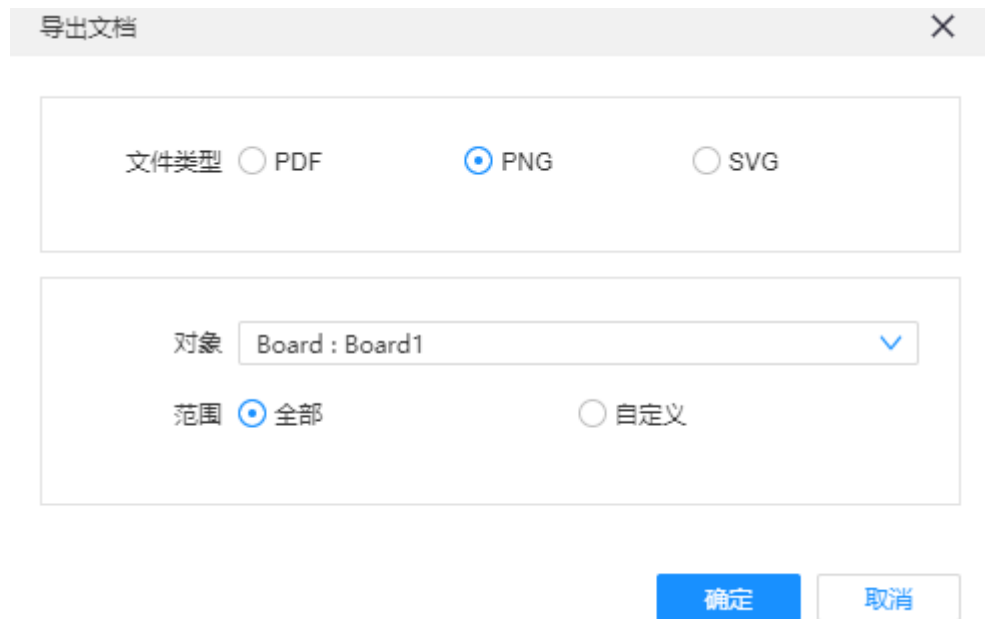 导出文档
文件类型 PDF PNG SVG
对象 Board : Board1
范围 全部 自定义
确定 取消